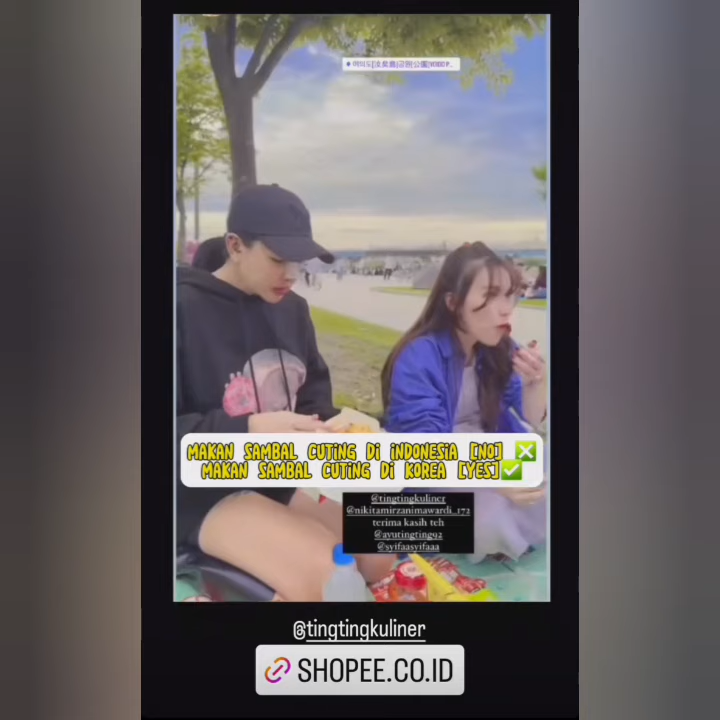 MAKAN SAMBAL CUTING Di iNDONESiA [NO] ❎
MAKAN SAMBAL CUTING Di KOREA [YES] ✅
@tingtingkuliner
@nikitamirzanimawardi_172
terima kasih teh
@ayutingting92
@syifaasyifaaa
@tingtingkuliner
SHOPEE.CO.ID